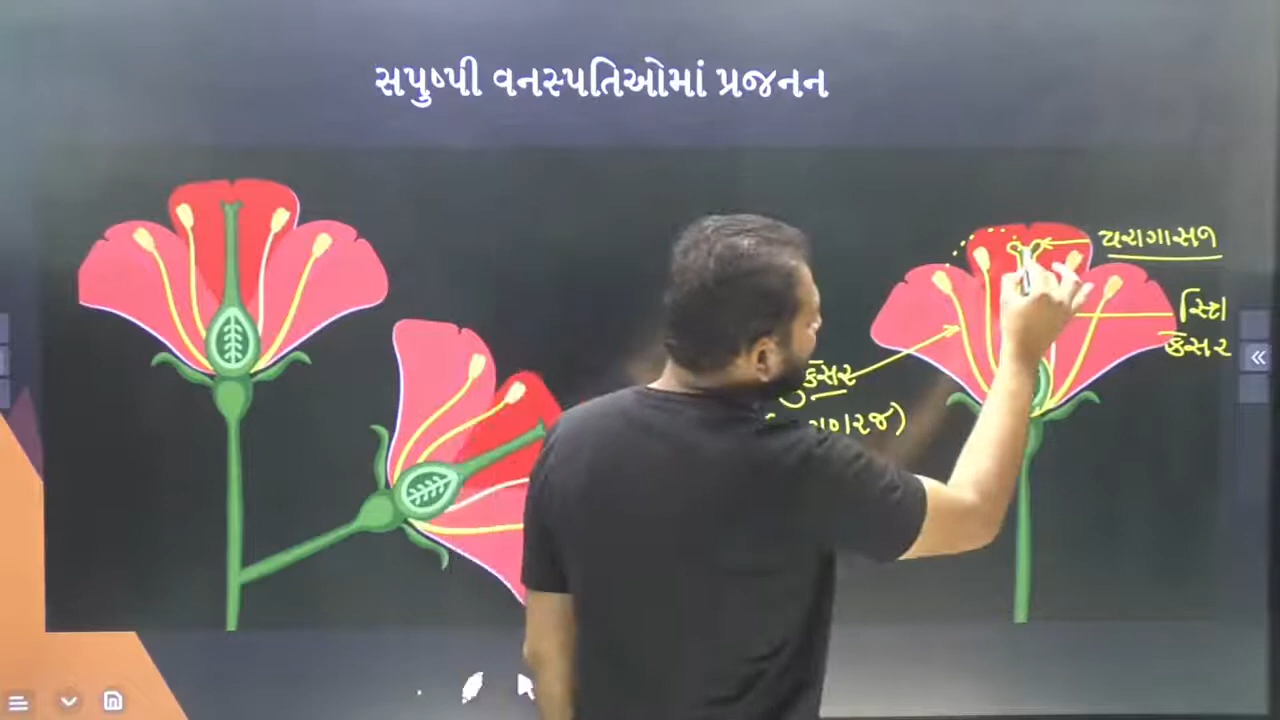 સપુષ્પી વનસ્પતિઓમાં પ્રજનન
પરાગાસન
સ્ત્રી
કેસર
કેસર